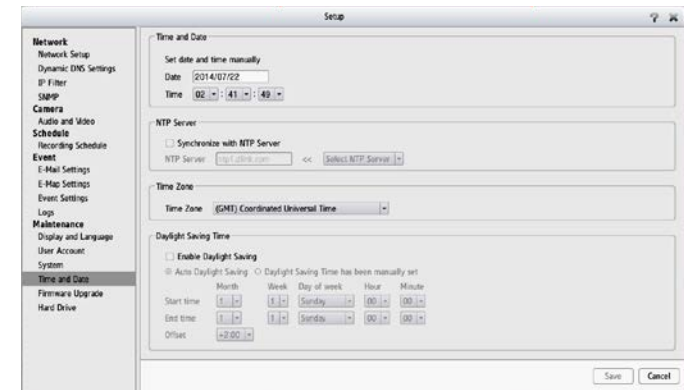 Setup
? ×
Network
Network Setup
Dynamic DNS Settings
IP Filter
SNMP
Camera
Audio and Video
Schedule
Recording Schedule
Event
E-Mail Settings
E-Map Settings
Event Settings
Logs
Maintenance
Display and Language
User Account
System
Time and Date
Firmware Upgrade
Hard Drive
Time and Date
Set date and time manually
Date 2014/07/22
Time 02 : 41 : 49
NTP Server
Synchronize with NTP Server
NTP Server ntp1.dlink.com << Select NTP Server
Time Zone
Time Zone (GMT) Coordinated Universal Time
Daylight Saving Time
Enable Daylight Saving
Auto Daylight Saving Daylight Saving Time has been manually set
Month Week Day of week Hour Minute
Start time 1 1 Sunday 00 00
End time 1 1 Sunday 00 00
Offset +2:00
Save Cancel